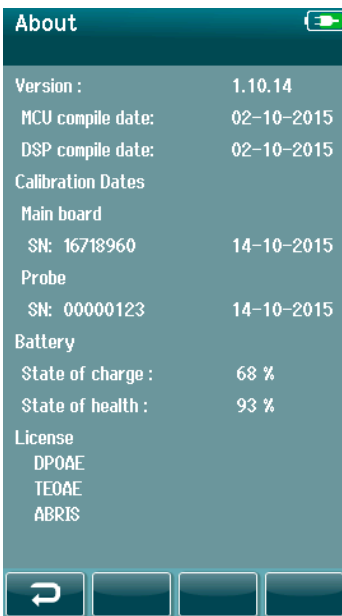 About
Version : 1.10.14
MCU compile date: 02-10-2015
DSP compile date: 02-10-2015
Calibration Dates
Main board
SN: 16718960 14-10-2015
Probe
SN: 00000123 14-10-2015
Battery
State of charge : 68 %
State of health : 93 %
License
DPOAE
TEOAE
ABRIS